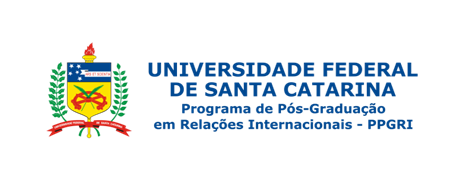 UNIVERSIDADE FEDERAL
DE SANTA CATARINA
Programa de Pós-Graduação
em Relações Internacionais - PPGRI